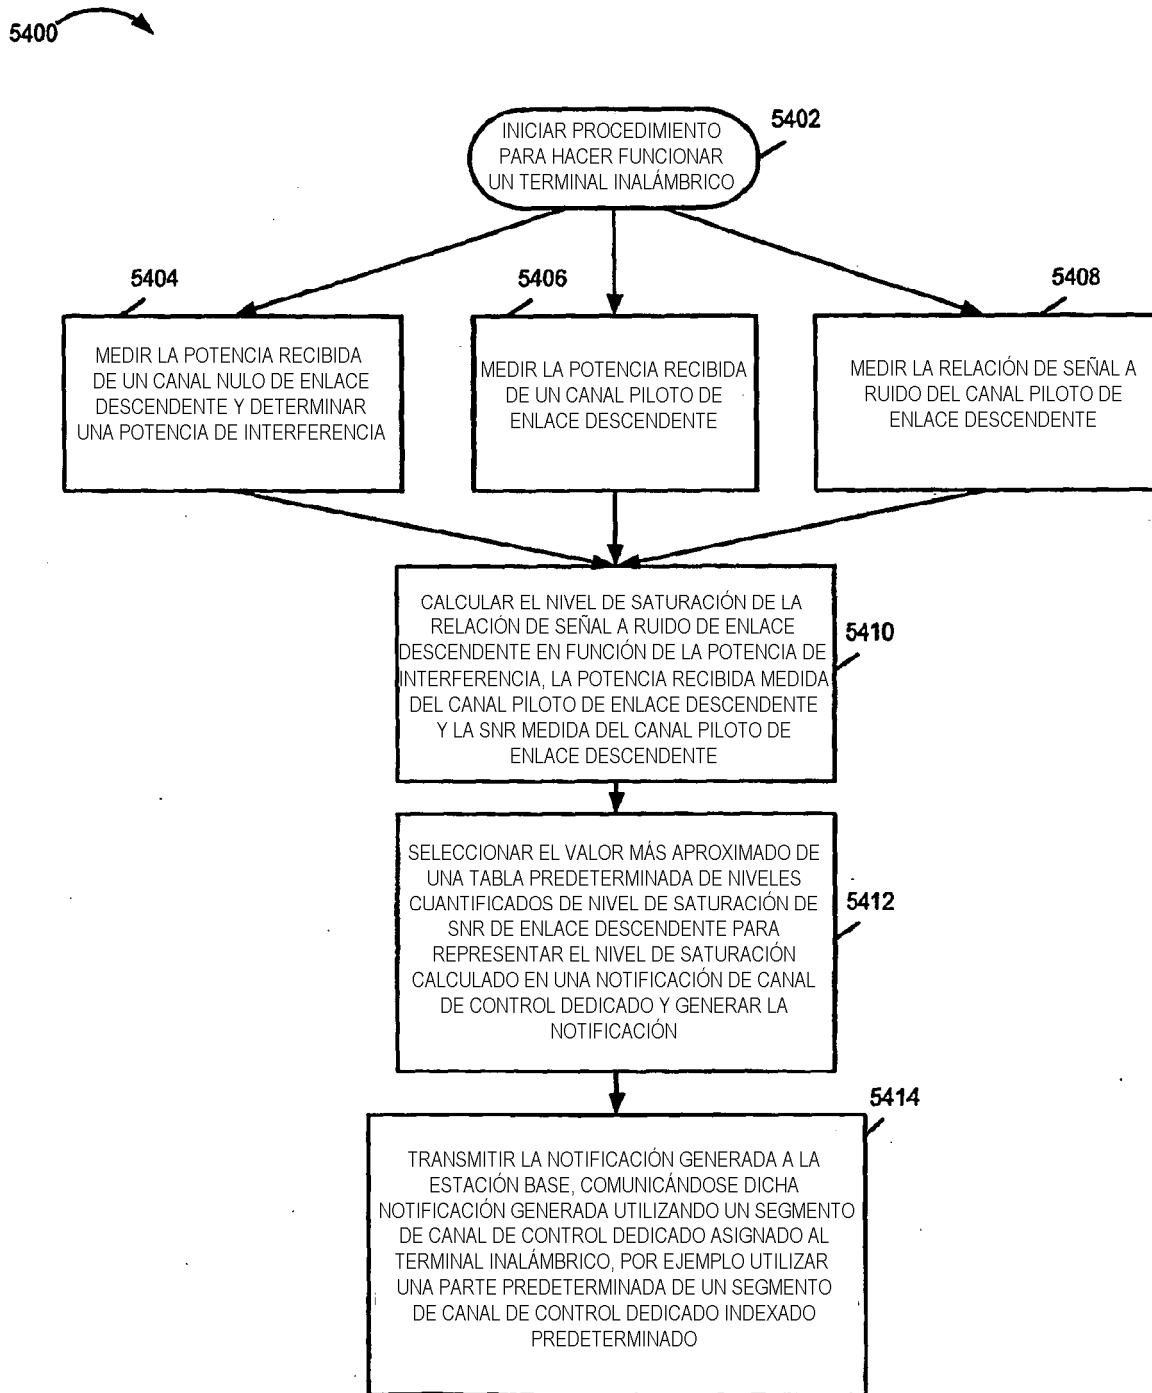 5400
5402
INICIAR PROCEDIMIENTO
PARA HACER FUNCIONAR
UN TERMINAL INALÁMBRICO
5404
MEDIR LA POTENCIA RECIBIDA
DE UN CANAL NULO DE ENLACE
DESCENDENTE Y DETERMINAR
UNA POTENCIA DE INTERFERENCIA
5406
MEDIR LA POTENCIA RECIBIDA
DE UN CANAL PILOTO DE
ENLACE DESCENDENTE
5408
MEDIR LA RELACIÓN DE SEÑAL A
RUIDO DEL CANAL PILOTO DE
ENLACE DESCENDENTE
5410
CALCULAR EL NIVEL DE SATURACIÓN DE LA
RELACIÓN DE SEÑAL A RUIDO DE ENLACE
DESCENDENTE EN FUNCIÓN DE LA POTENCIA DE
INTERFERENCIA, LA POTENCIA RECIBIDA MEDIDA
DEL CANAL PILOTO DE ENLACE DESCENDENTE
Y LA SNR MEDIDA DEL CANAL PILOTO DE
ENLACE DESCENDENTE
5412
SELECCIONAR EL VALOR MÁS APROXIMADO DE
UNA TABLA PREDETERMINADA DE NIVELES
CUANTIFICADOS DE NIVEL DE SATURACIÓN DE
SNR DE ENLACE DESCENDENTE PARA
REPRESENTAR EL NIVEL DE SATURACIÓN
CALCULADO EN UNA NOTIFICACIÓN DE CANAL
DE CONTROL DEDICADO Y GENERAR LA
NOTIFICACIÓN
5414
TRANSMITIR LA NOTIFICACIÓN GENERADA A LA
ESTACIÓN BASE, COMUNICÁNDOSE DICHA
NOTIFICACIÓN GENERADA UTILIZANDO UN SEGMENTO
DE CANAL DE CONTROL DEDICADO ASIGNADO AL
TERMINAL INALÁMBRICO, POR EJEMPLO UTILIZAR
UNA PARTE PREDETERMINADA DE UN SEGMENTO
DE CANAL DE CONTROL DEDICADO INDEXADO
PREDETERMINADO